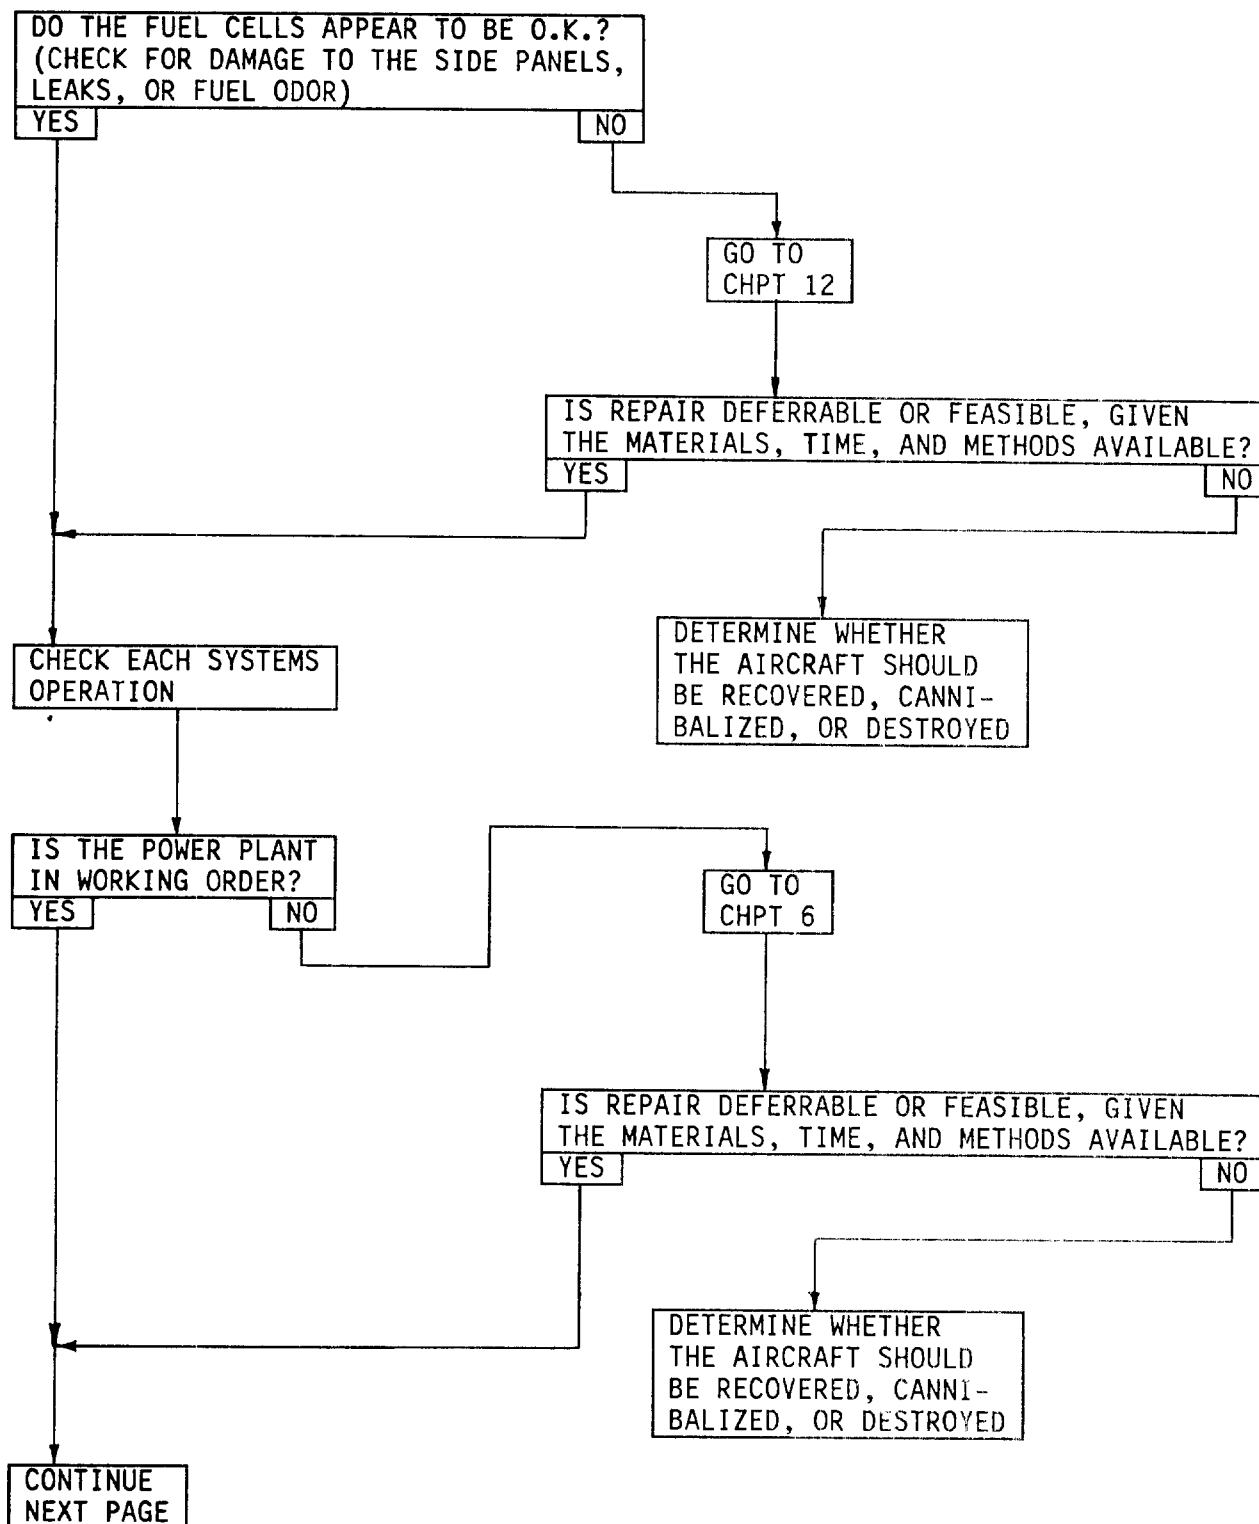 DO THE FUEL CELLS APPEAR TO BE O.K.?
(CHECK FOR DAMAGE TO THE SIDE PANELS,
LEAKS, OR FUEL ODOR)
YES
NO
GO TO
CHPT 12
IS REPAIR DEFERRABLE OR FEASIBLE, GIVEN
THE MATERIALS, TIME, AND METHODS AVAILABLE?
YES
NO
DETERMINE WHETHER
THE AIRCRAFT SHOULD
BE RECOVERED, CANNI-
BALIZED, OR DESTROYED
CHECK EACH SYSTEMS
OPERATION
IS THE POWER PLANT
IN WORKING ORDER?
YES
NO
GO TO
CHPT 6
IS REPAIR DEFERRABLE OR FEASIBLE, GIVEN
THE MATERIALS, TIME, AND METHODS AVAILABLE?
YES
NO
DETERMINE WHETHER
THE AIRCRAFT SHOULD
BE RECOVERED, CANNI-
BALIZED, OR DESTROYED
CONTINUE
NEXT PAGE